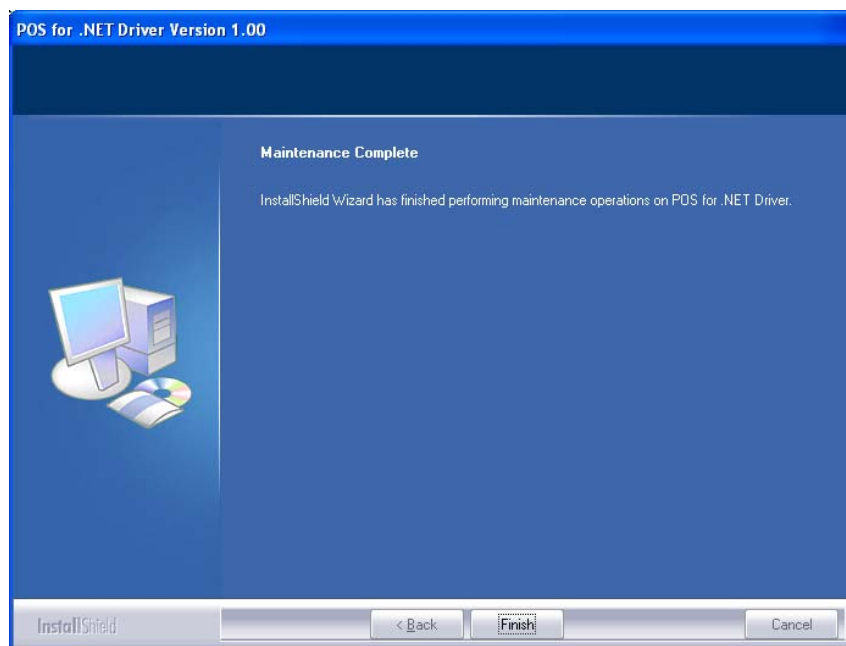 POS for .NET Driver Version 1.00
Maintenance Complete
InstallShield Wizard has finished performing maintenance operations on POS for .NET Driver.
InstallShield
< Back
Finish
Cancel